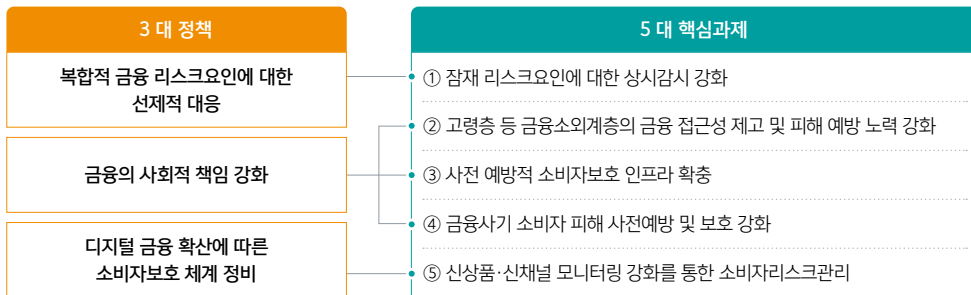 3 대 정책
복합적 금융 리스크요인에 대한
선제적 대응
금융의 사회적 책임 강화
디지털 금융 확산에 따른
소비자보호 체계 정비
5 대 핵심과제
① 잠재 리스크요인에 대한 상시감시 강화
② 고령층 등 금융소외계층의 금융 접근성 제고 및 피해 예방 노력 강화
③ 사전 예방적 소비자보호 인프라 확충
④ 금융사기 소비자 피해 사전예방 및 보호 강화
⑤ 신상품·신채널 모니터링 강화를 통한 소비자리스크관리